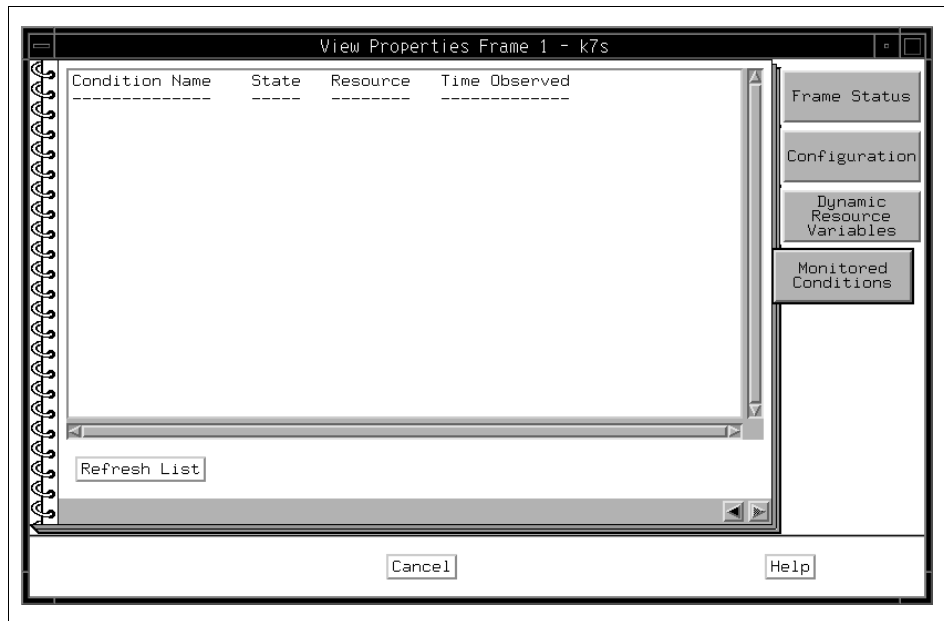 View Properties Frame 1 - k7s
Condition Name State Resource Time Observed
-------------- ----- -------- -------------
Frame Status
Configuration
Dynamic
Resource
Variables
Monitored
Conditions
Refresh List
Cancel
Help